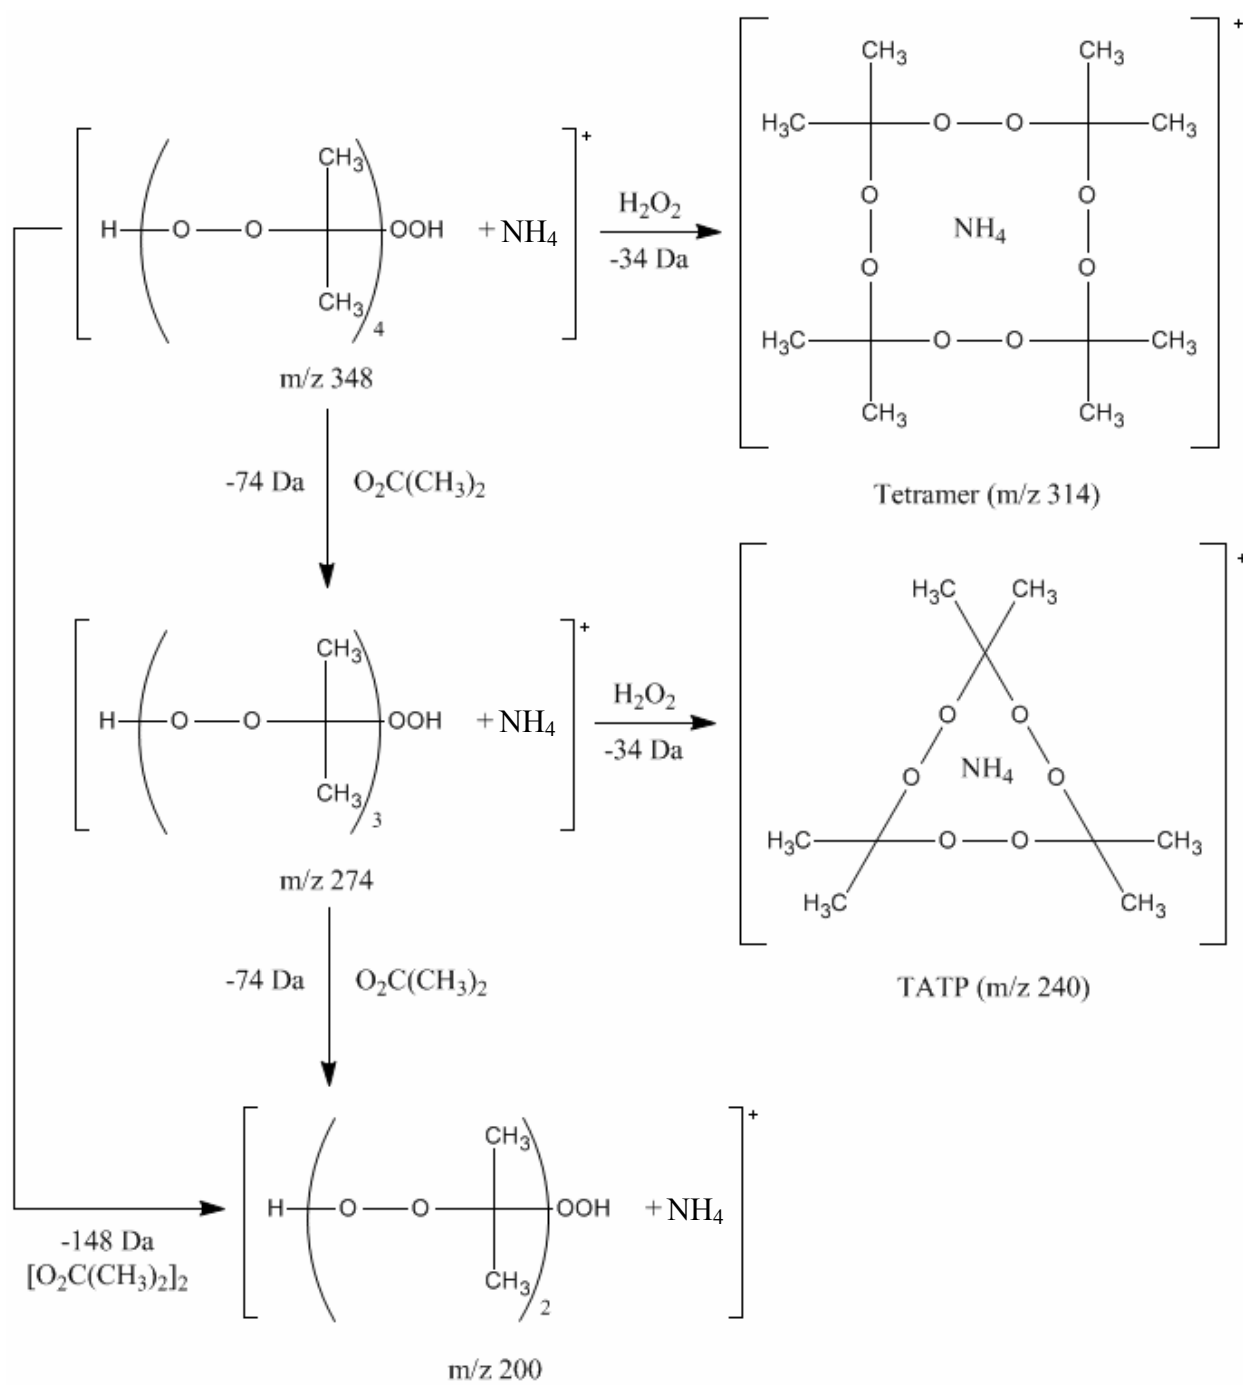 CH₃ CH₃
H₃C O O CH₃
CH₃
O O
H O O OOH + NH₄
H₂O₂
-34 Da
NH₄
O O
CH₃
4
H₃C O O CH₃
m/z 348
CH₃ CH₃
+
+
-74 Da O₂C(CH₃)₂
Tetramer (m/z 314)
H₃C CH₃
CH₃
H O O OOH + NH₄
H₂O₂
-34 Da
O O
O O
NH₄
CH₃
3
H₃C O O CH₃
m/z 274
H₃C CH₃
+
+
-74 Da O₂C(CH₃)₂
TATP (m/z 240)
CH₃
H O O OOH + NH₄
+
-148 Da
[O₂C(CH₃)₂]₂
CH₃
2
m/z 200